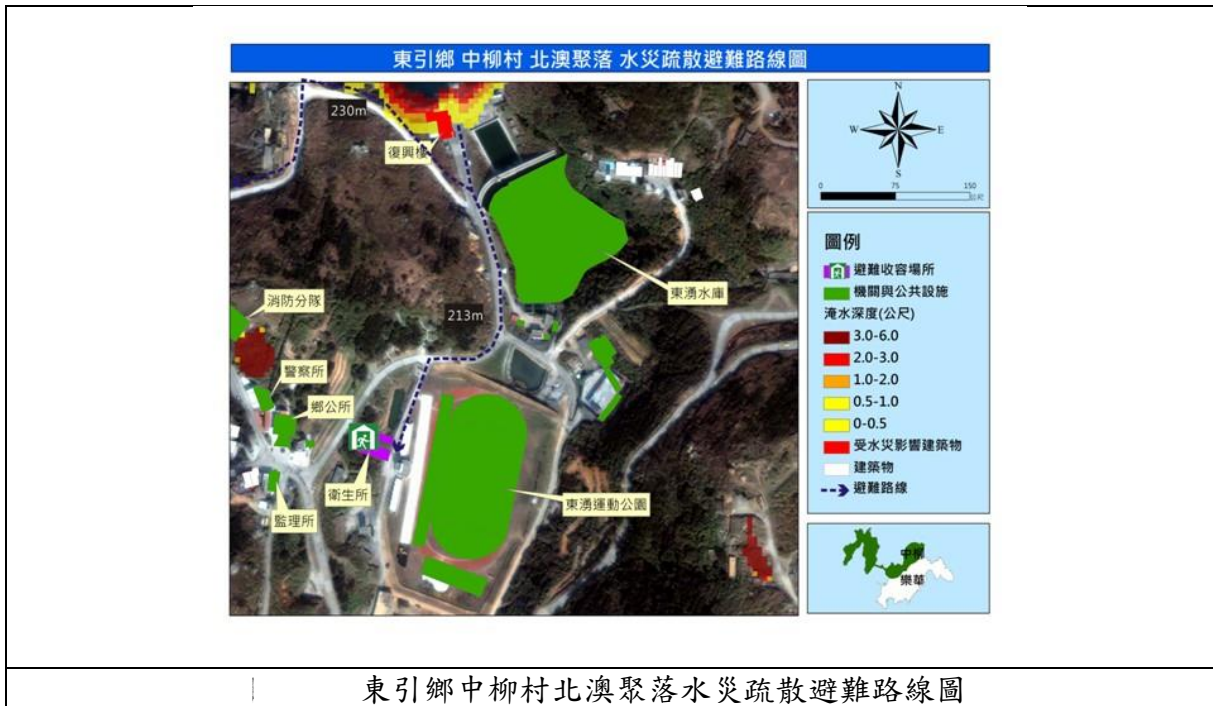 東引鄉 中柳村 北澳聚落 水災疏散避難路線圖
N
W
E
S
0 75 150
公尺
230m
復興樓
東湧水庫
213m
消防分隊
警察所
鄉公所
衛生所
監理所
東湧運動公園
圖例
避難收容場所
機關與公共設施
淹水深度(公尺)
3.0-6.0
2.0-3.0
1.0-2.0
0.5-1.0
0-0.5
受水災影響建築物
建築物
避難路線
中柳
樂華
東引鄉中柳村北澳聚落水災疏散避難路線圖